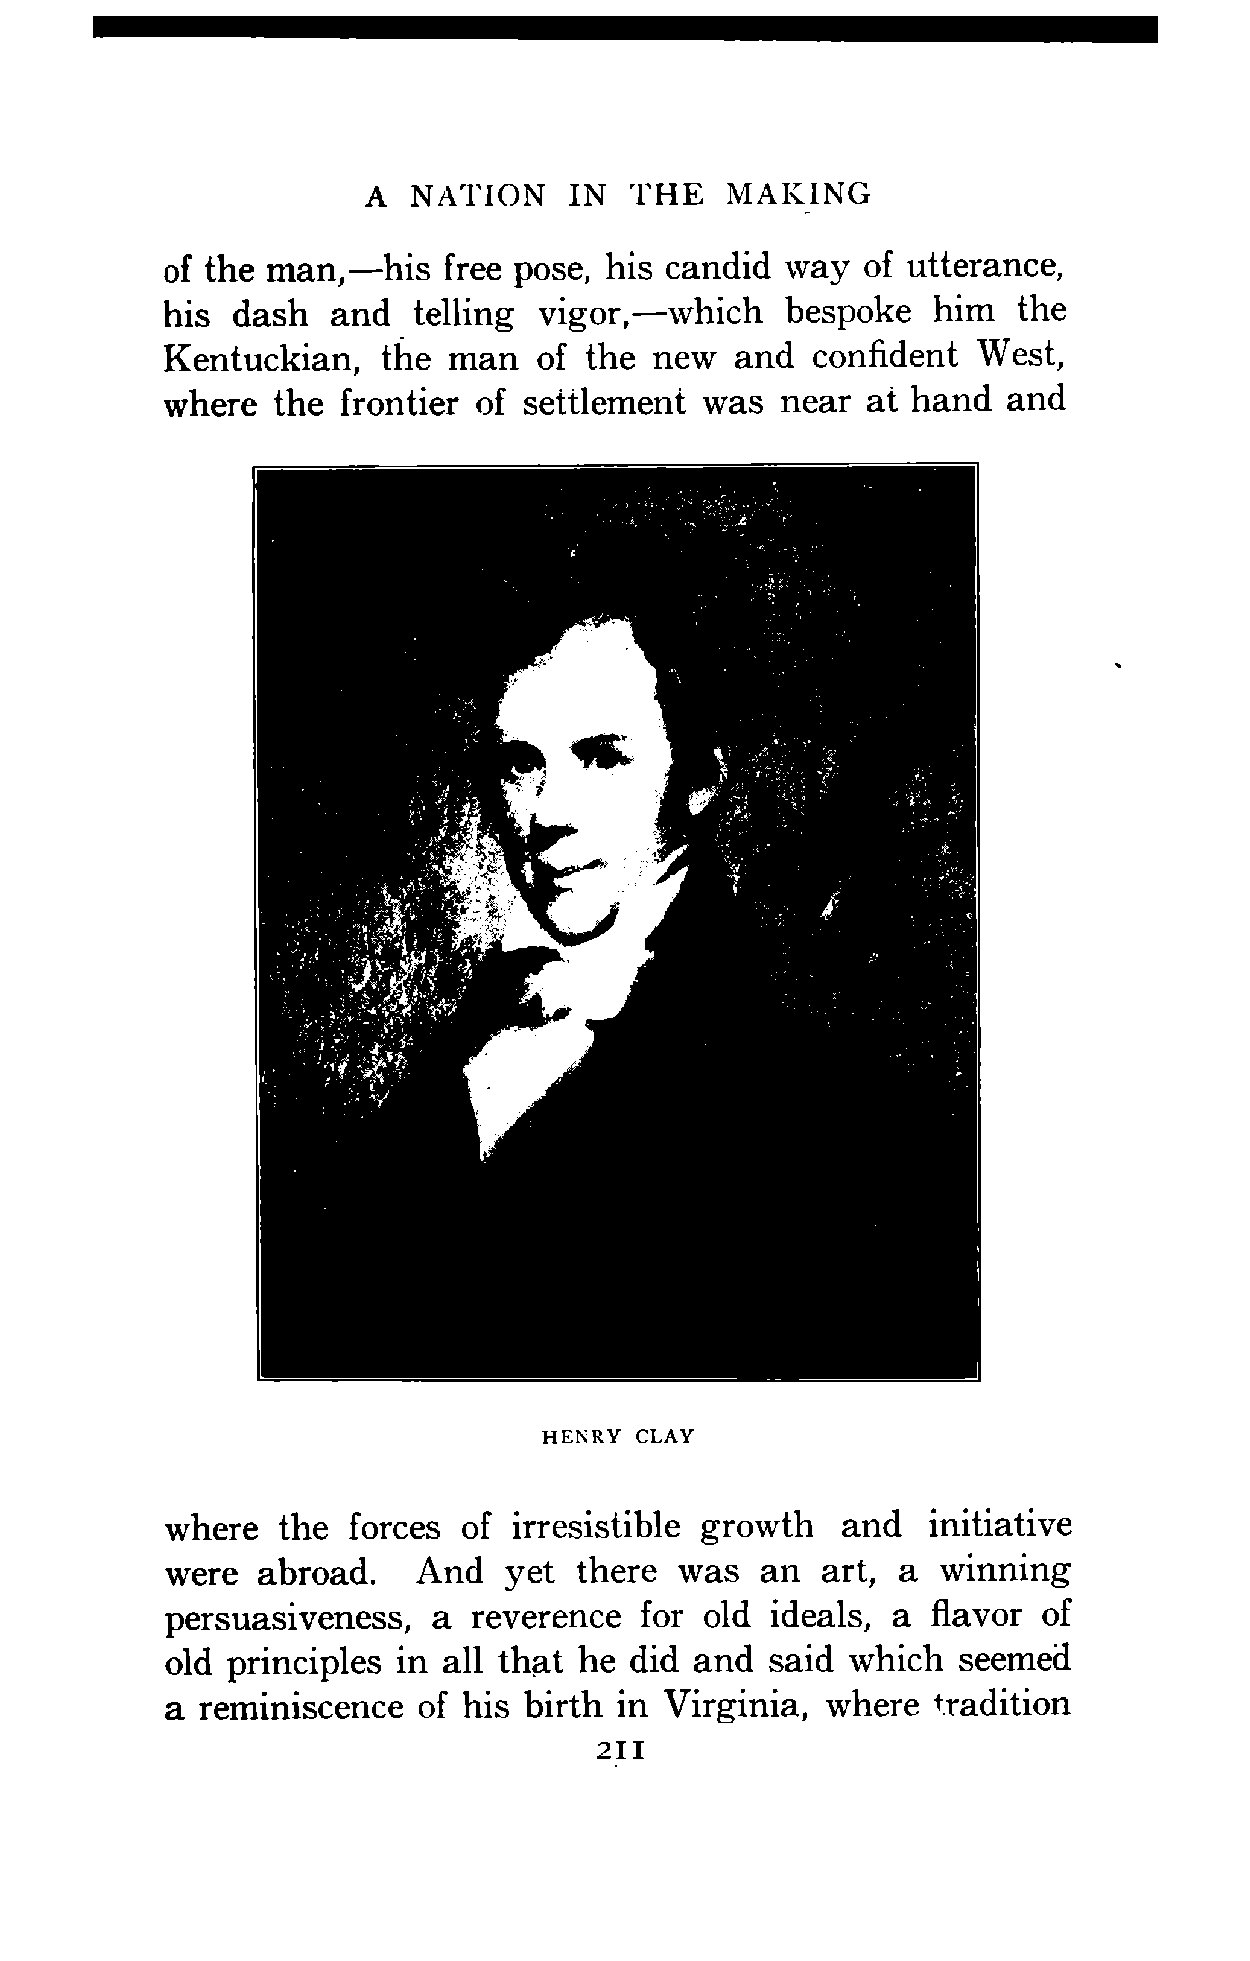 A NATION IN THE MAKING
of the man,—his free pose, his candid way of utterance,
his dash and telling vigor,—which bespoke him the
Kentuckian, the man of the new and confident West,
where the frontier of settlement was near at hand and
HENRY CLAY
where the forces of irresistible growth and initiative
were abroad. And yet there was an art, a winning
persuasiveness, a reverence for old ideals, a flavor of
old principles in all that he did and said which seemed
a reminiscence of his birth in Virginia, where tradition
211